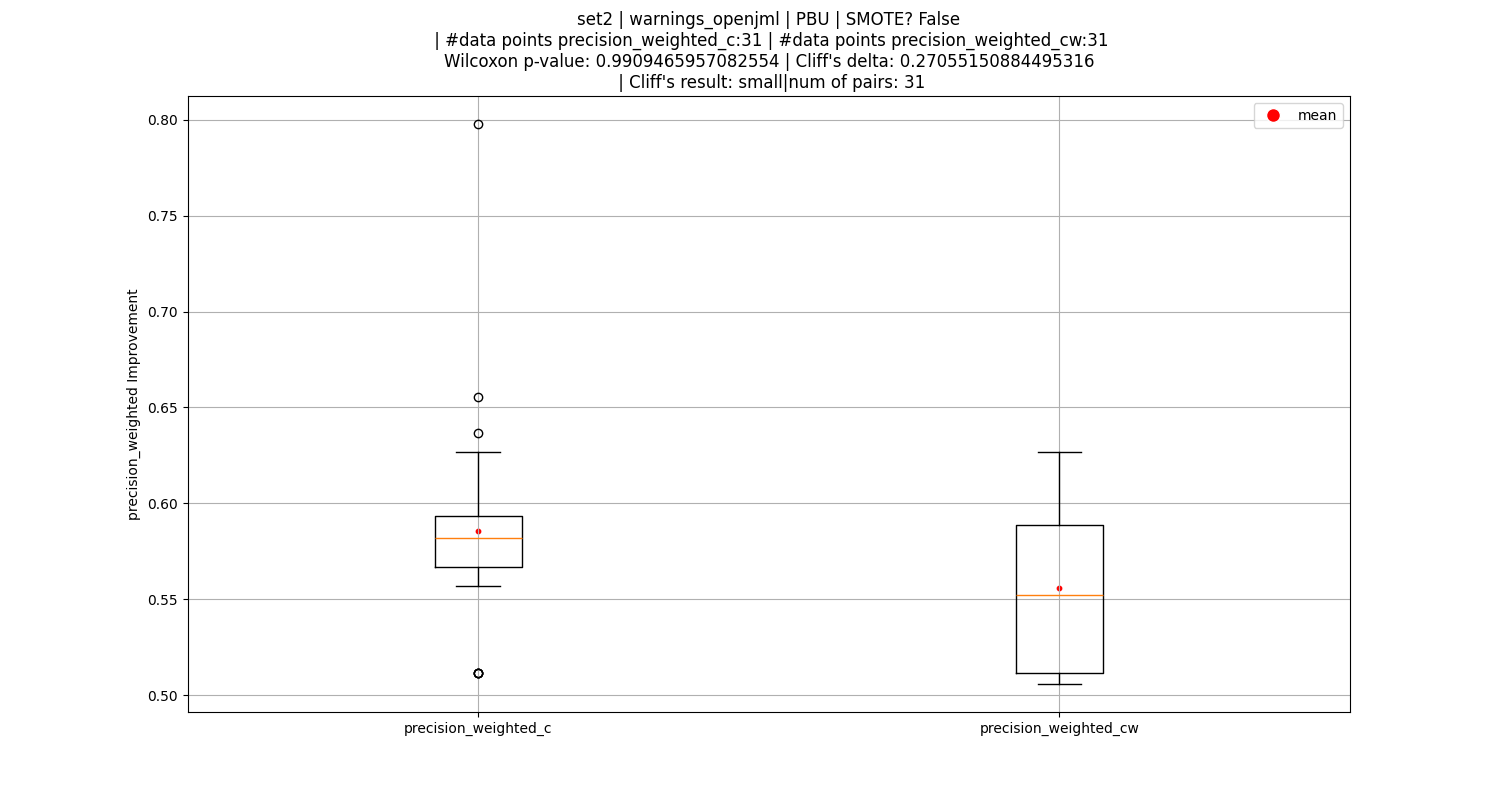 set2 | warnings_openjml | PBU | SMOTE? False
| #data points precision_weighted_c:31 | #data points precision_weighted_cw:31
Wilcoxon p-value: 0.9909465957082554 | Cliff's delta: 0.27055150884495316
| Cliff's result: small|num of pairs: 31
mean
0.80
0.75
0.70
0.65
0.60
0.55
0.50
precision_weighted Improvement
precision_weighted_c
precision_weighted_cw